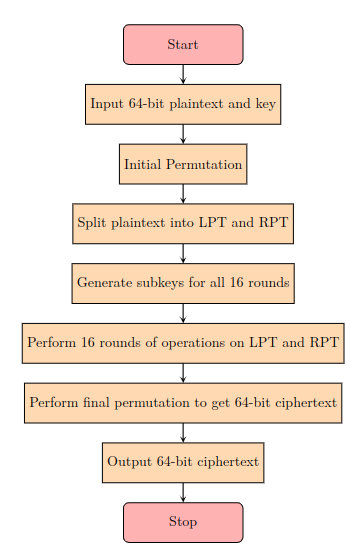 Start
Input 64-bit plaintext and key
Initial Permutation
Split plaintext into LPT and RPT
Generate subkeys for all 16 rounds
Perform 16 rounds of operations on LPT and RPT
Perform final permutation to get 64-bit ciphertext
Output 64-bit ciphertext
Stop